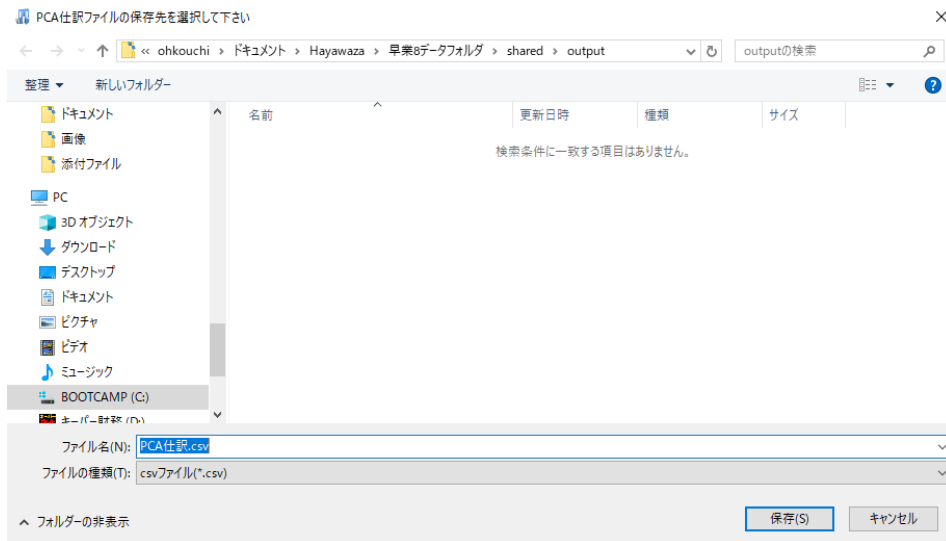 PCA仕訳ファイルの保存先を選択して下さい
« ohkouchi › ドキュメント › Hayawaza › 早業8データフォルダ › shared › output
outputの検索
整理 新しいフォルダー
ドキュメント
画像
添付ファイル
PC
3D オブジェクト
ダウンロード
デスクトップ
ドキュメント
ピクチャ
ビデオ
ミュージック
BOOTCAMP (C:)
キーパー財務 (D:)
名前 更新日時 種類 サイズ
検索条件に一致する項目はありません。
ファイル名(N): PCA仕訳.csv
ファイルの種類(T): csvファイル(*.csv)
フォルダーの非表示
保存(S) キャンセル